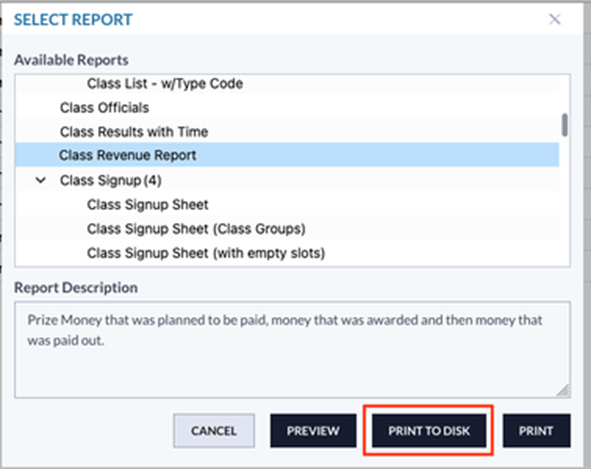 SELECT REPORT
Available Reports
Class List - w/Type Code
Class Officials
Class Results with Time
Class Revenue Report
Class Signup (4)
Class Signup Sheet
Class Signup Sheet (Class Groups)
Class Signup Sheet (with empty slots)
Report Description
Prize Money that was planned to be paid, money that was awarded and then money that
was paid out.
CANCEL PREVIEW PRINT TO DISK PRINT